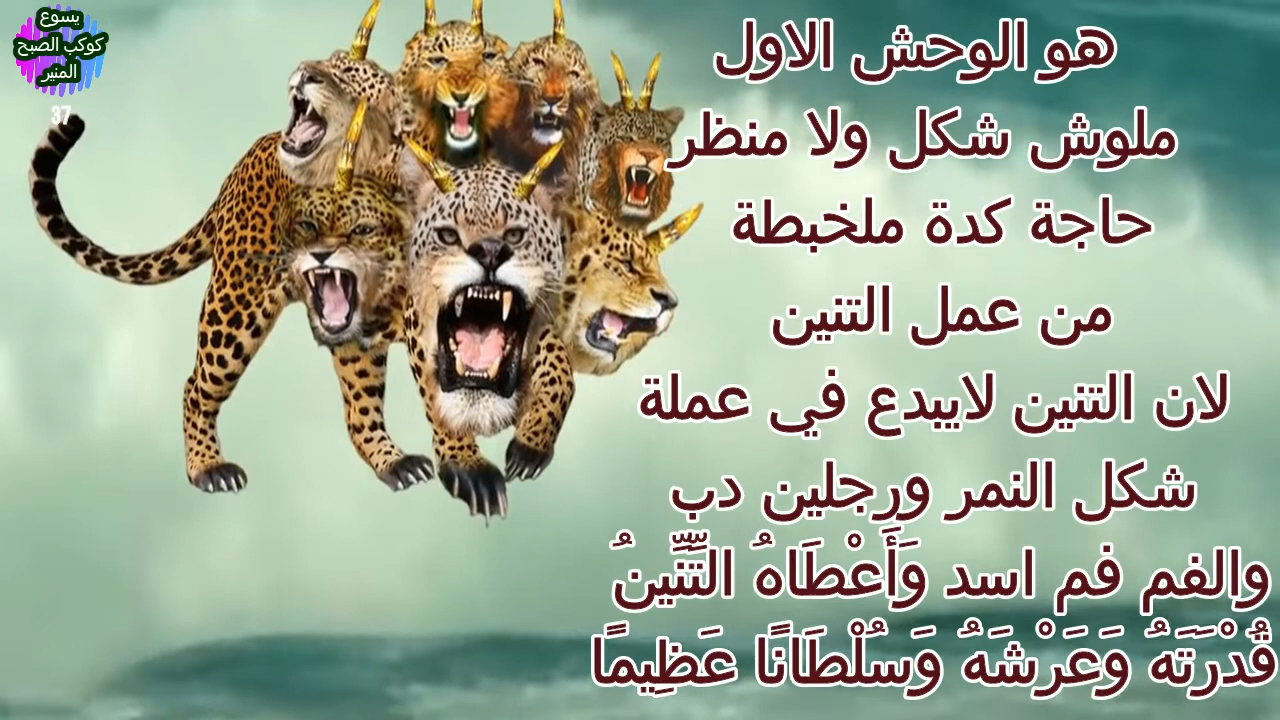 يسوع
كوكب الصبح
المنير
37
هو الوحش الاول
ملوش شكل ولا منظر
حاجة كدة ملخبطة
من عمل التنين
لان التنين لاييدع في عملة
شكل النمر ورجلين دب
والفم فم اسد وَأَعْطَاهُ التِّنِّينُ
قُدْرَتَهُ وَعَرْشَهُ وَسُلْطَانًا عَظِيمًا